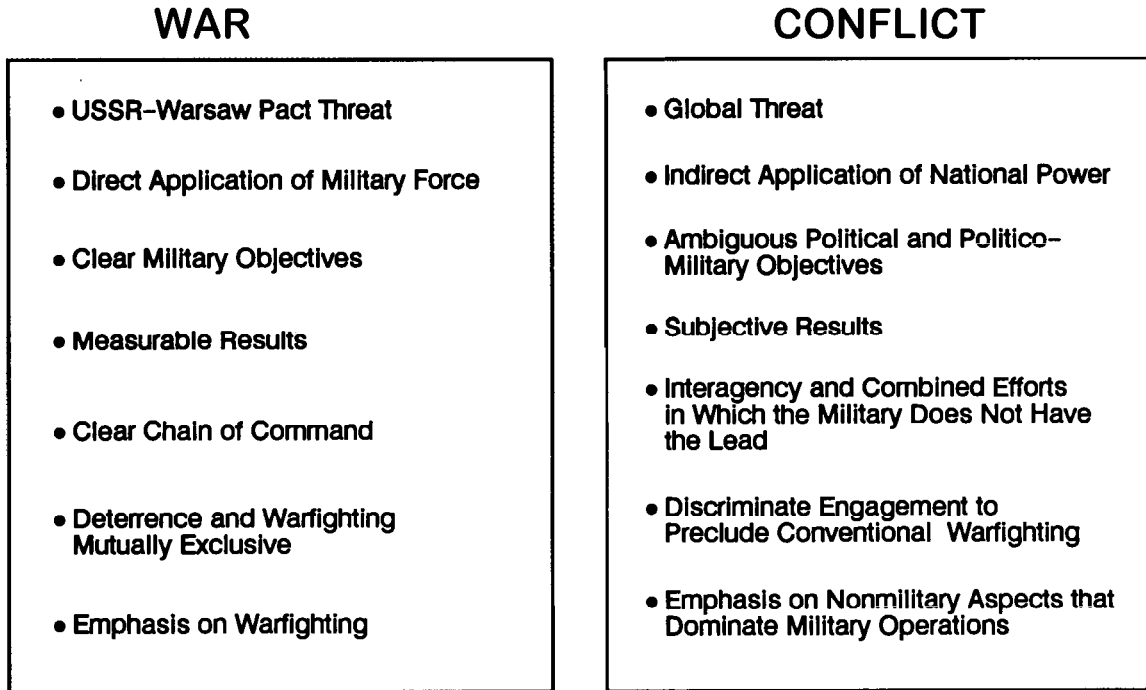 WAR
• USSR–Warsaw Pact Threat
• Direct Application of Military Force
• Clear Military Objectives
• Measurable Results
• Clear Chain of Command
• Deterrence and Warfighting
Mutually Exclusive
• Emphasis on Warfighting
CONFLICT
• Global Threat
• Indirect Application of National Power
• Ambiguous Political and Politico–
Military Objectives
• Subjective Results
• Interagency and Combined Efforts
in Which the Military Does Not Have
the Lead
• Discriminate Engagement to
Preclude Conventional Warfighting
• Emphasis on Nonmilitary Aspects that
Dominate Military Operations